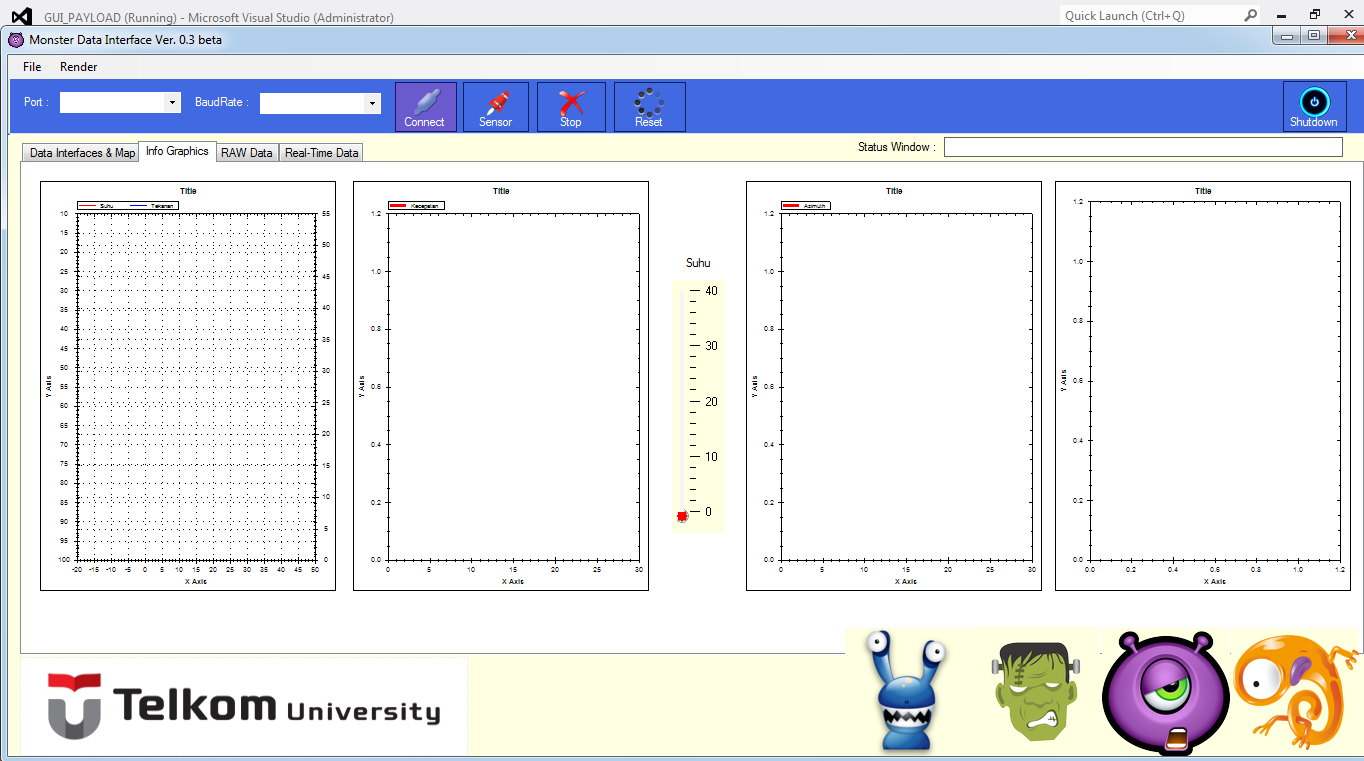 GUI_PAYLOAD (Running) - Microsoft Visual Studio (Administrator)
Quick Launch (Ctrl+Q)
Monster Data Interface Ver. 0.3 beta
File Render
Port : BaudRate : Connect Sensor Stop Reset Shutdown
Data Interfaces & Map Info Graphics RAW Data Real-Time Data
Status Window :
Title
Suhu Tekanan
10 15 20 25 30 35 40 45 50 55 60 65 70 75 80 85 90 95 100
55 50 45 40 35 30 25 20 15 10 5 0
Y Axis
-20 -15 -10 -5 0 5 10 15 20 25 30 35 40 45 50
X Axis
Title
Kecepatan
1.2 1.0 0.8 0.6 0.4 0.2 0.0
Y Axis
0 5 10 15 20 25 30
X Axis
Suhu
40
30
20
10
0
Title
Azimuth
1.2 1.0 0.8 0.6 0.4 0.2 0.0
Y Axis
0 5 10 15 20 25 30
X Axis
Title
1.2 1.0 0.8 0.6 0.4 0.2 0.0
Y Axis
0.0 0.2 0.4 0.6 0.8 1.0 1.2
X Axis
Telkom University